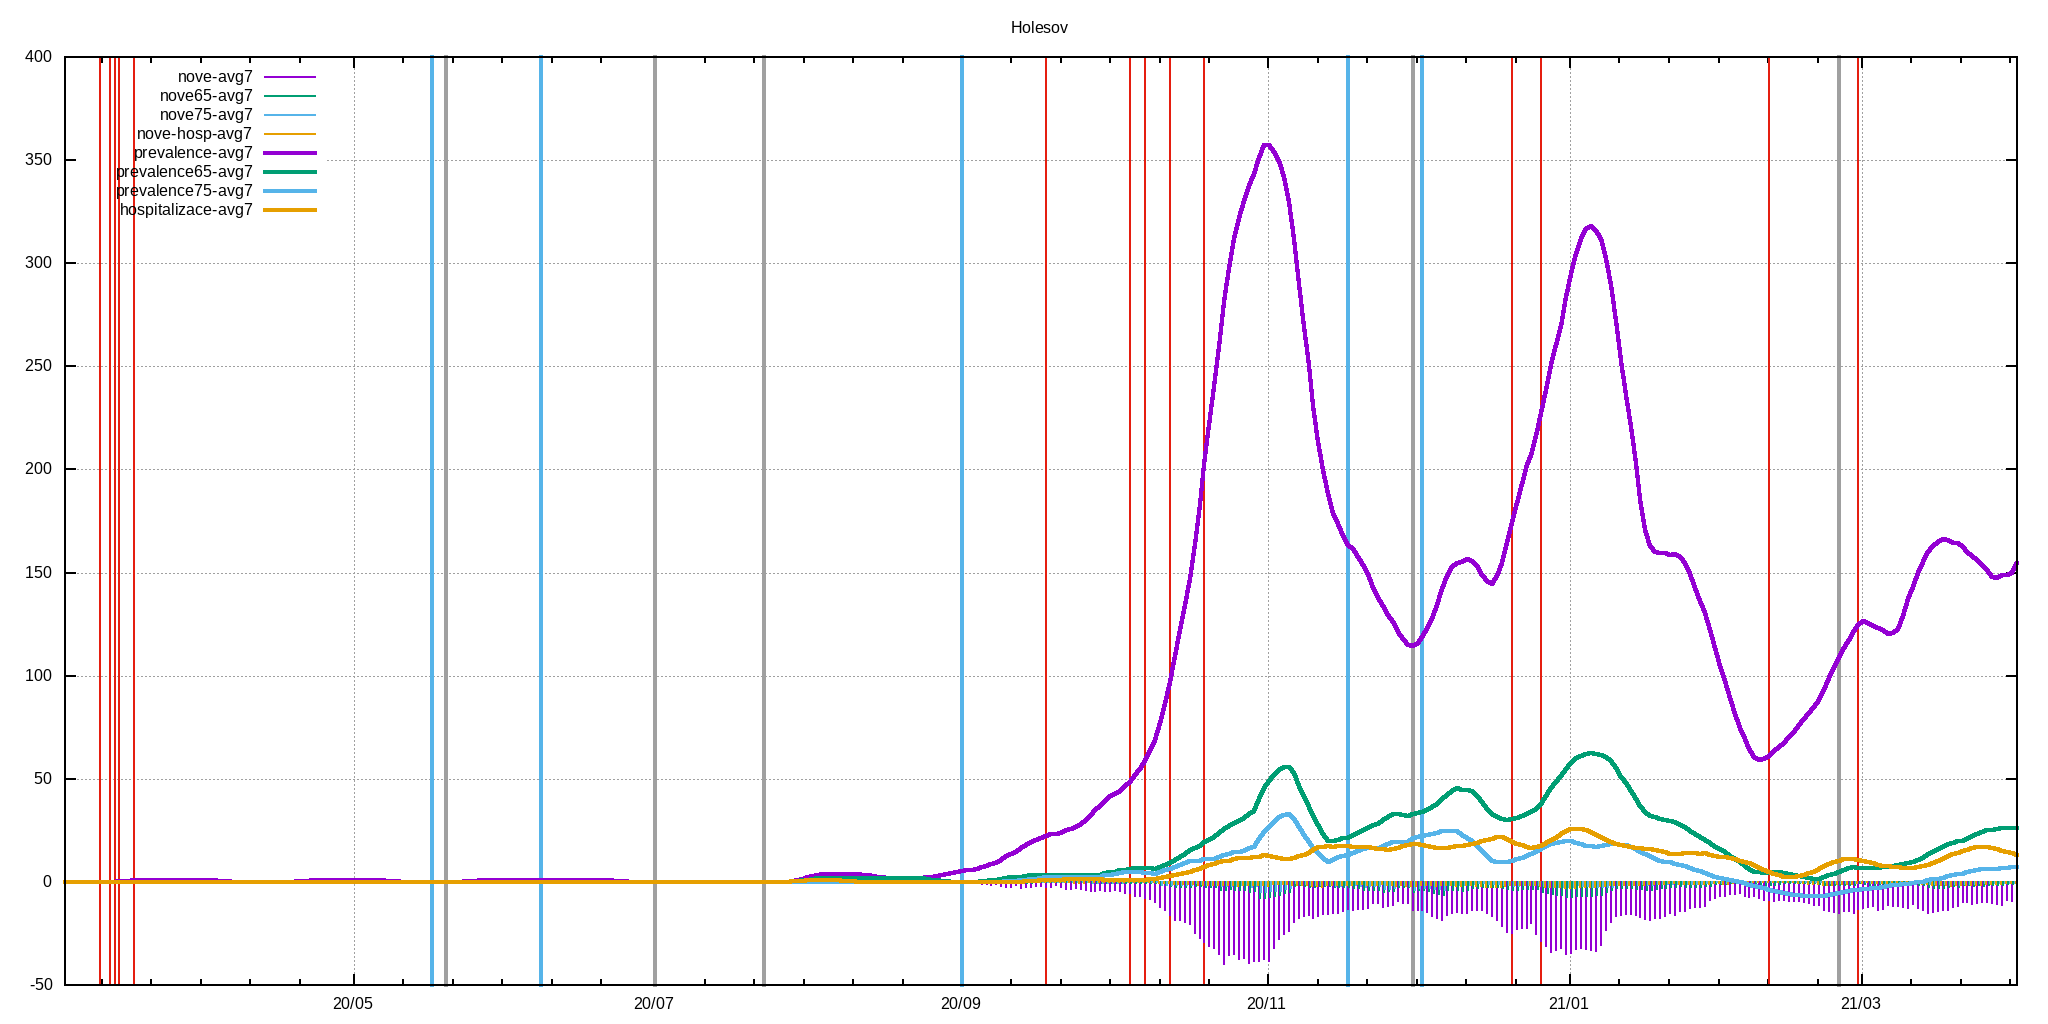 Holesov
400
350
300
250
200
150
100
50
0
-50
nove-avg7
nove65-avg7
nove75-avg7
nove-hosp-avg7
prevalence-avg7
prevalence65-avg7
prevalence75-avg7
hospitalizace-avg7
20/05
20/07
20/09
20/11
21/01
21/03